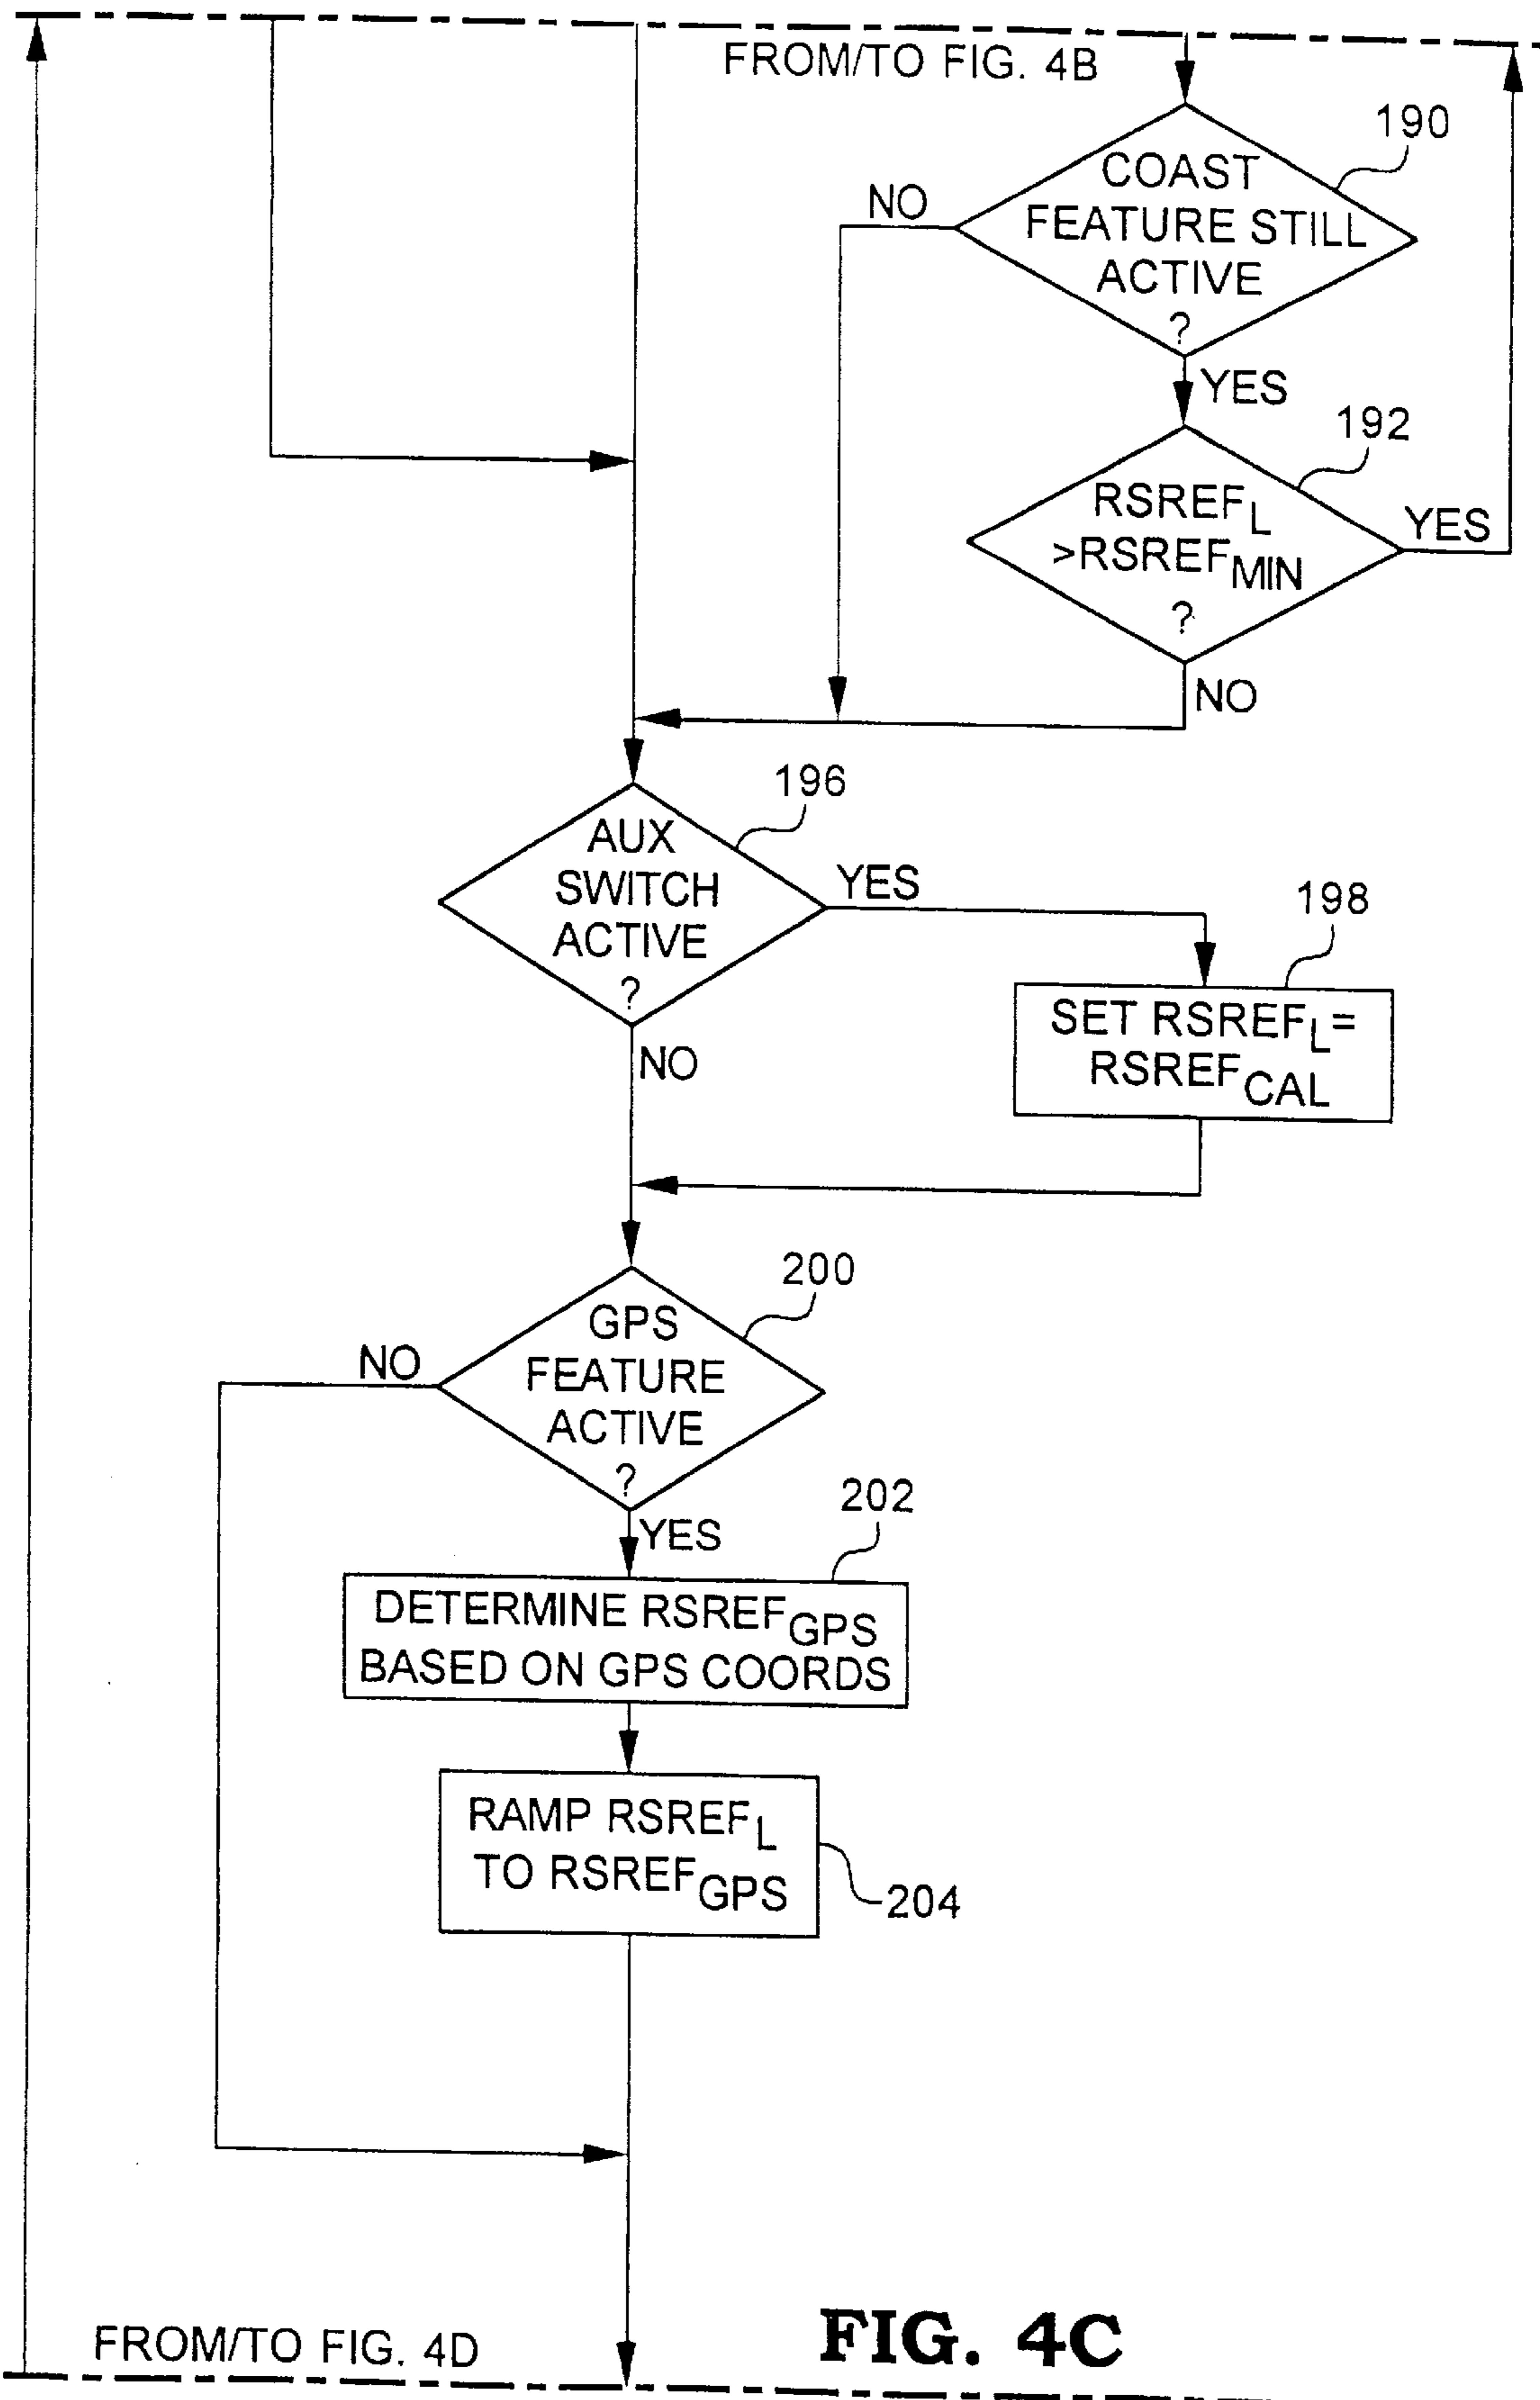 FROM/TO FIG. 4B
190
COAST
FEATURE STILL
ACTIVE
?
NO
YES
192
RSREFL
>RSREFMIN
?
YES
NO
196
AUX
SWITCH
ACTIVE
?
YES
NO
198
SET RSREFL=
RSREFCAL
200
GPS
FEATURE
ACTIVE
?
NO
YES
202
DETERMINE RSREFGPS
BASED ON GPS COORDS
RAMP RSREFL
TO RSREFGPS
204
FROM/TO FIG. 4D
FIG. 4C